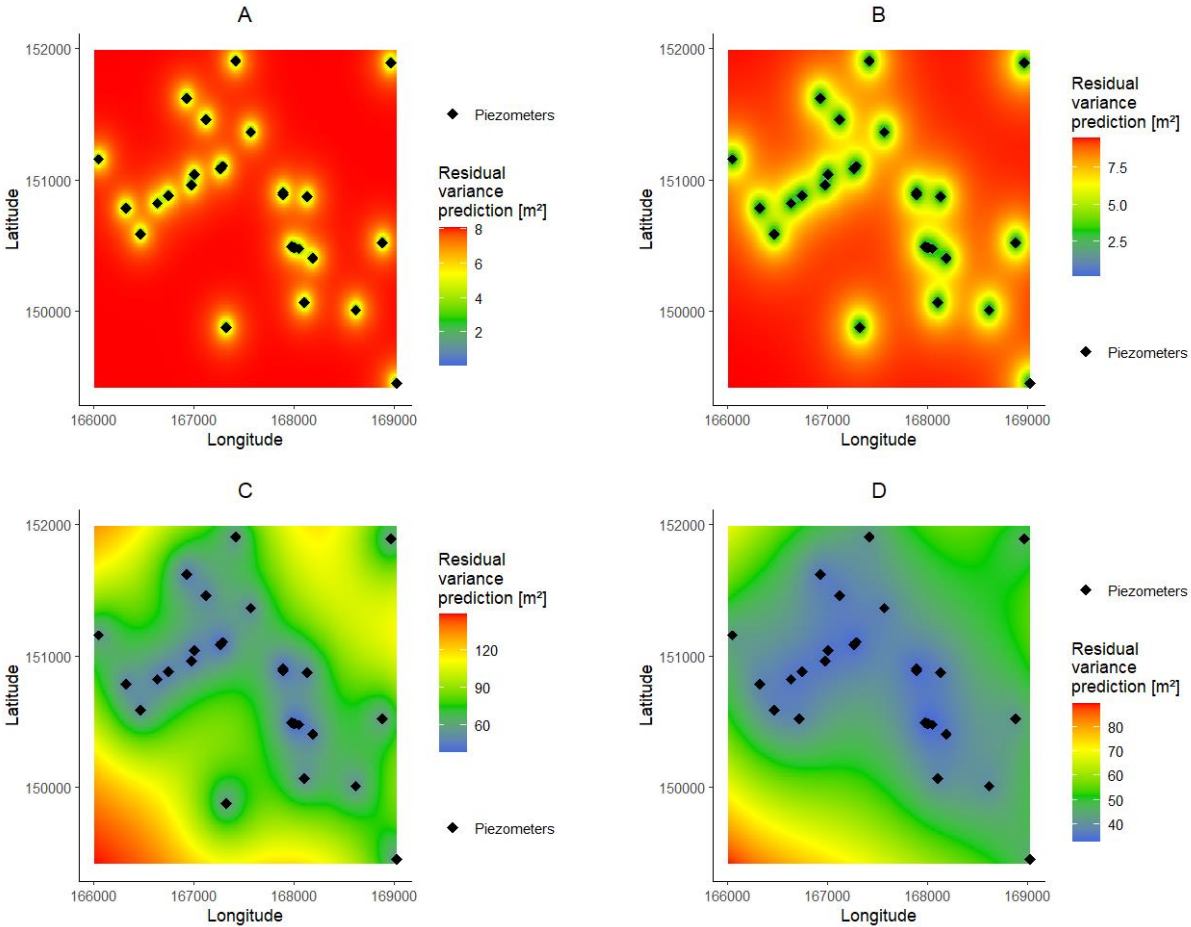 A
152000
151000
150000
Latitude
166000 167000 168000 169000
Longitude
Piezometers
Residual
variance
prediction [m²]
8
6
4
2
B
152000
151000
150000
Latitude
166000 167000 168000 169000
Longitude
Residual
variance
prediction [m²]
7.5
5.0
2.5
Piezometers
C
152000
151000
150000
Latitude
166000 167000 168000 169000
Longitude
Residual
variance
prediction [m²]
120
90
60
Piezometers
D
152000
151000
150000
Latitude
166000 167000 168000 169000
Longitude
Piezometers
Residual
variance
prediction [m²]
80
70
60
50
40